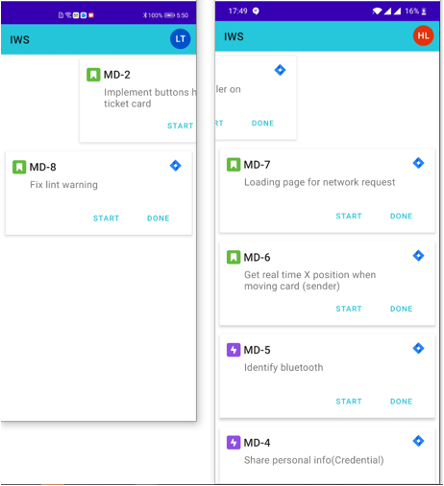 100% 5:50
IWS
LT
MD-2
Implement buttons h
ticket card
START
MD-8
Fix lint warning
START DONE
17:49 16%
IWS
HL
ler on
RT DONE
MD-7
Loading page for network request
START DONE
MD-6
Get real time X position when
moving card (sender)
START DONE
MD-5
Identify bluetooth
START DONE
MD-4
Share personal info(Credential)